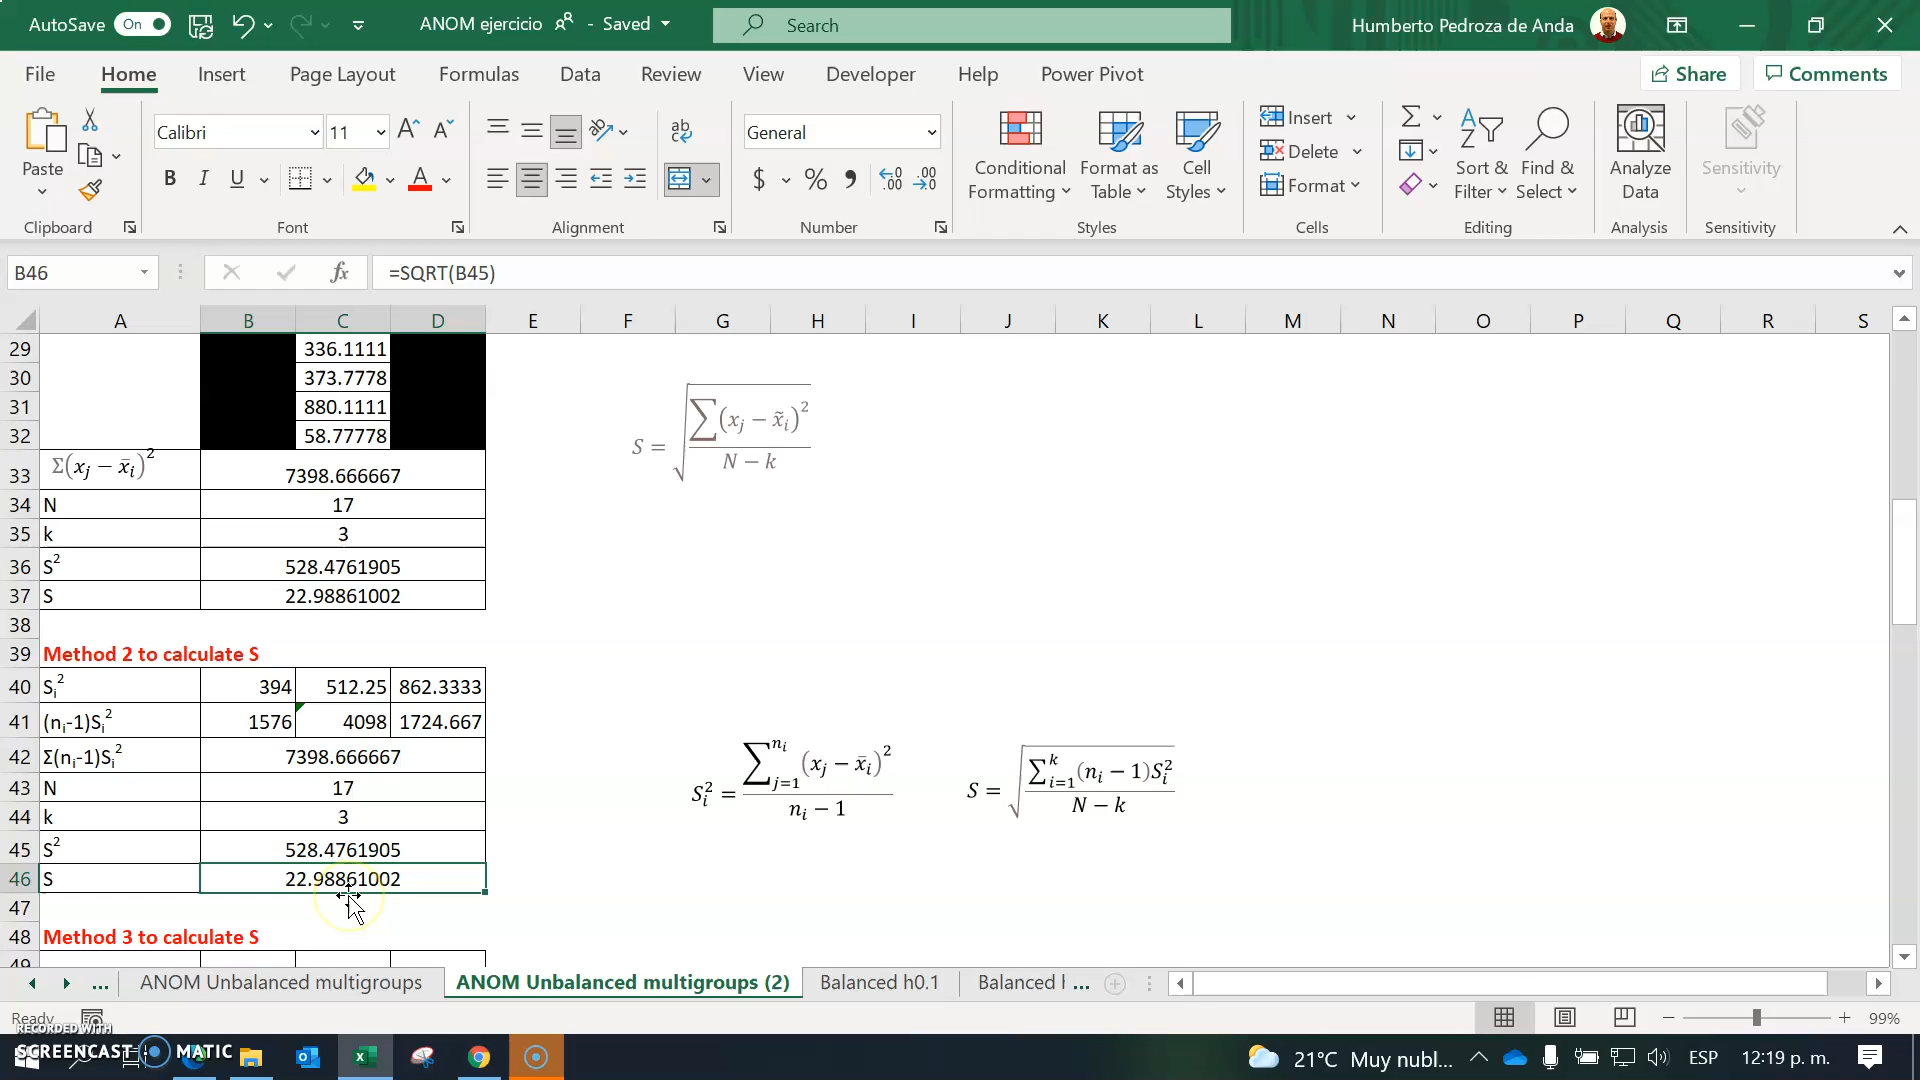 AutoSave On ANOM ejercicio - Saved Search Humberto Pedroza de Anda
File Home Insert Page Layout Formulas Data Review View Developer Help Power Pivot Share Comments
Paste
Calibri 11
B I U A
ab
General
$ % 9
Conditional Formatting
Format as Table
Cell Styles
Insert
Delete
Format
Sort & Filter
Find & Select
Analyze Data
Sensitivity
Clipboard Font Alignment Number Styles Cells Editing Analysis Sensitivity
B46 fx =SQRT(B45)
A B C D E F G H I J K L M N O P Q R S
29 336.1111
30 373.7778
31 880.1111
32 58.77778
33 Σ(xⱼ − x̄ᵢ)² 7398.666667
34 N 17
35 k 3
36 S² 528.4761905
37 S 22.98861002
38
39 Method 2 to calculate S
40 Sᵢ² 394 512.25 862.3333
41 (nᵢ-1)Sᵢ² 1576 4098 1724.667
42 Σ(nᵢ-1)Sᵢ² 7398.666667
43 N 17
44 k 3
45 S² 528.4761905
46 S 22.98861002
47
48 Method 3 to calculate S
49
S = √(∑(xⱼ − x̃ᵢ)² / (N − k))
Sᵢ² = ∑ⱼ₌₁ⁿⁱ (xⱼ − x̄ᵢ)² / (nᵢ − 1)
S = √(∑ᵢ₌₁ᵏ (nᵢ − 1)Sᵢ² / (N − k))
... ANOM Unbalanced multigroups ANOM Unbalanced multigroups (2) Balanced h0.1 Balanced h ...
Ready 99%
RECORDED WITH
SCREENCAST MATIC
21°C Muy nubl... ESP 12:19 p. m.